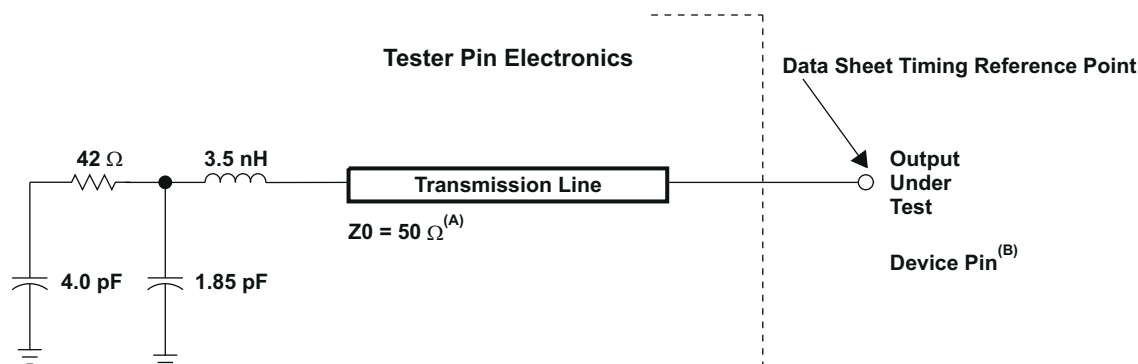 Tester Pin Electronics
Data Sheet Timing Reference Point
42 Ω
3.5 nH
Transmission Line
Output
Under
Test
Z0 = 50 Ω(A)
Device Pin(B)
4.0 pF
1.85 pF